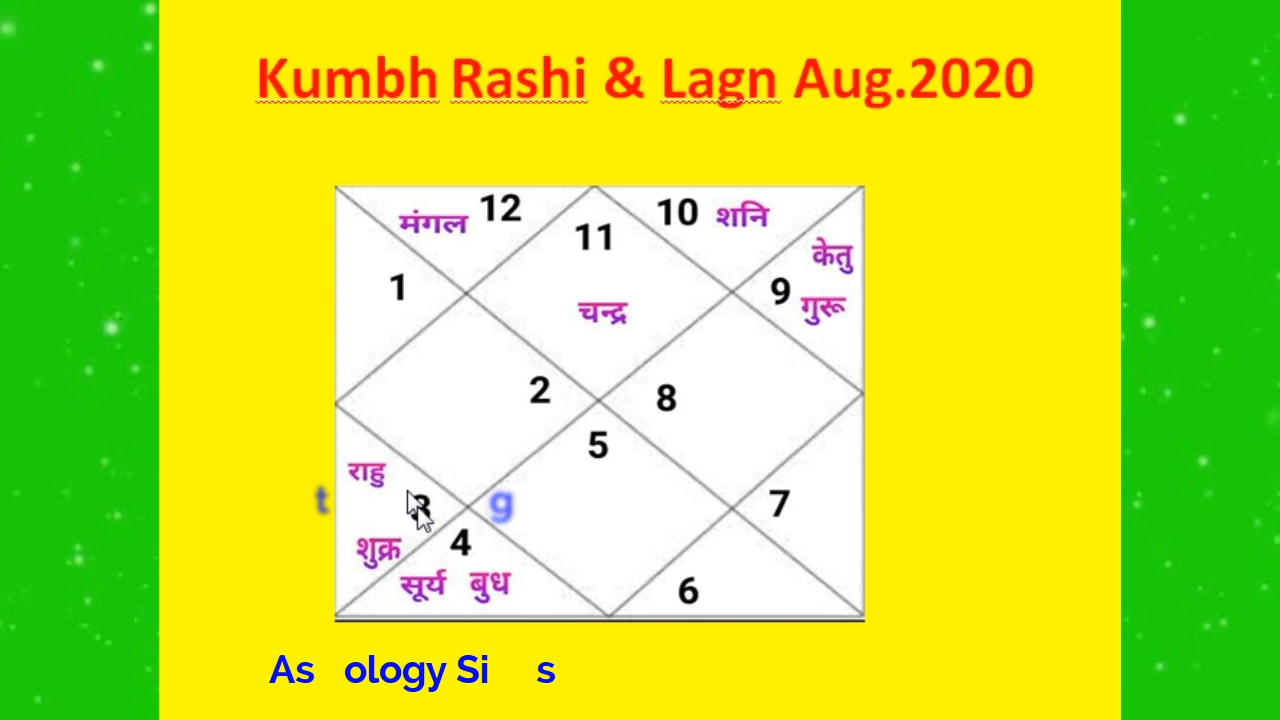 Kumbh Rashi & Lagn Aug.2020
मंगल 12
10 शनि
11
केतु
1
9 गुरू
चन्द्र
2
8
5
राहु
3
t
g
7
शुक्र
4
सूर्य बुध
6
As ology Si s